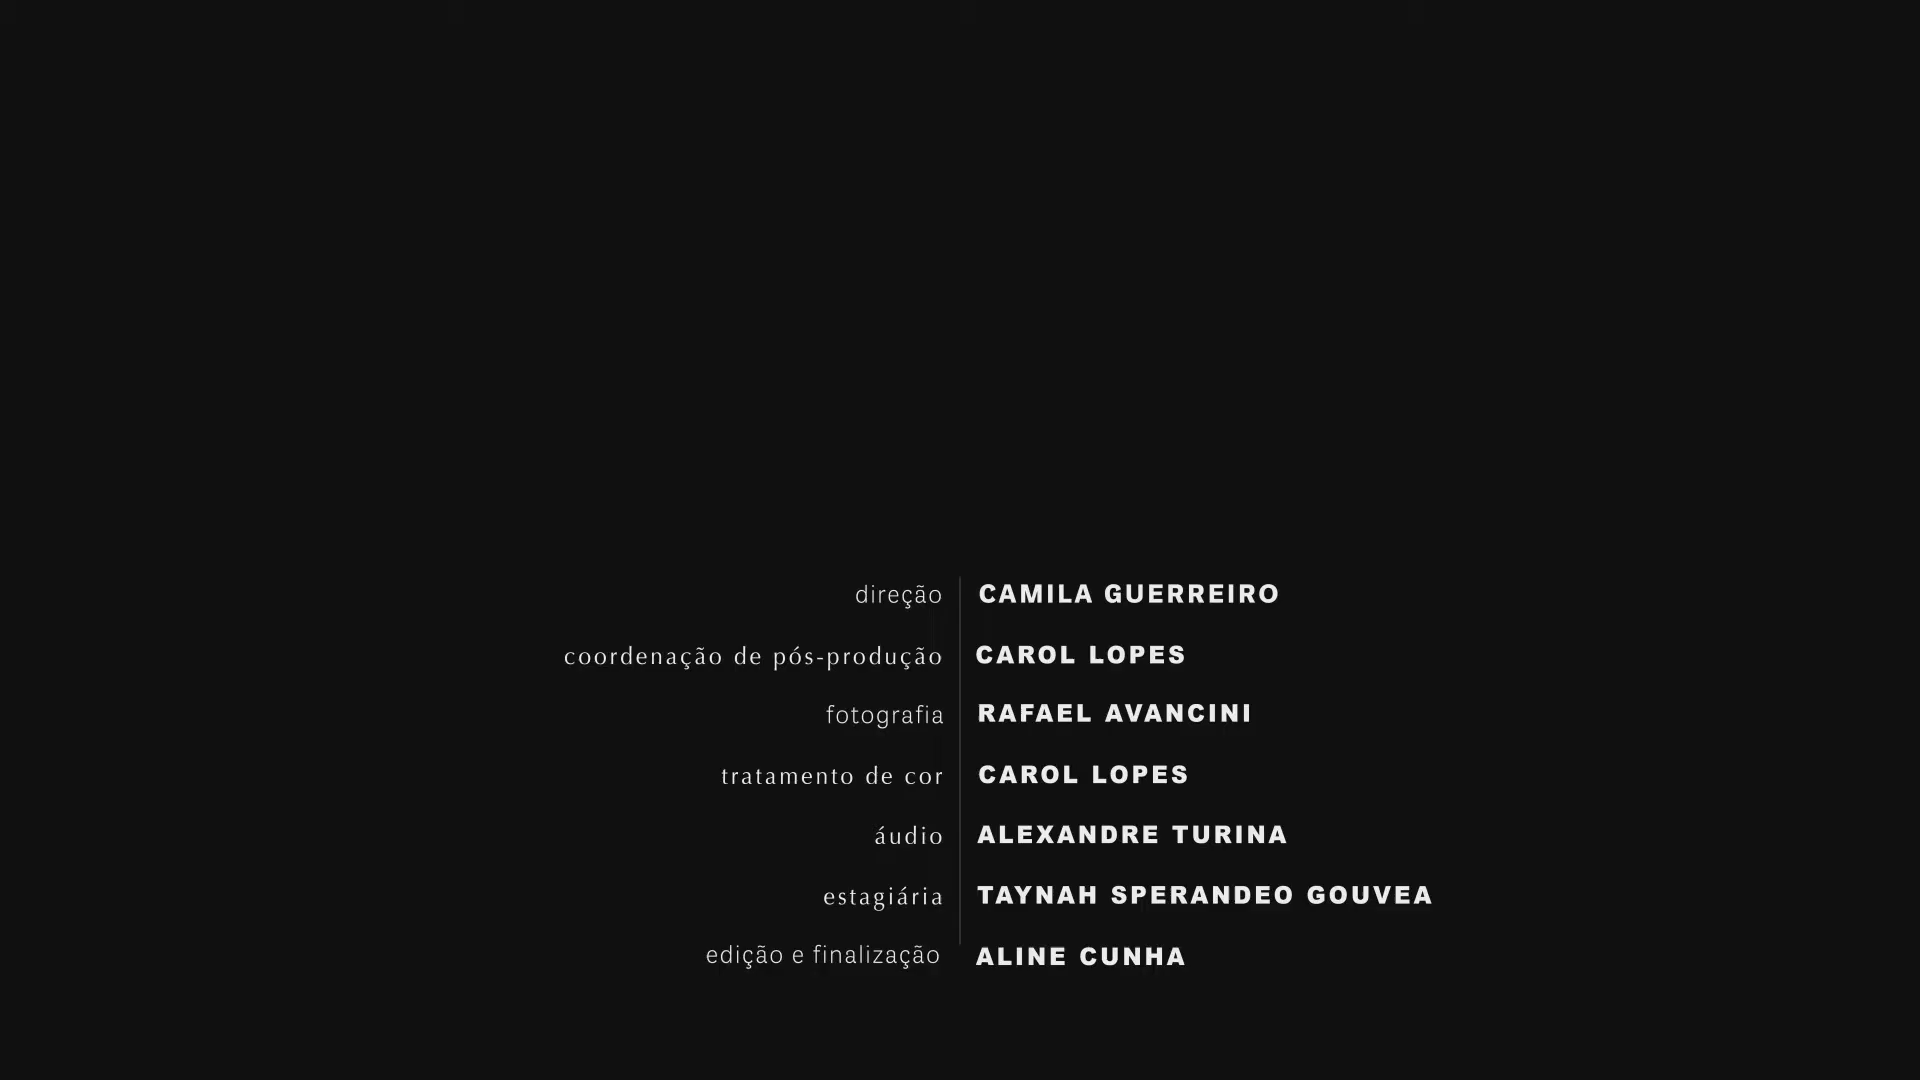 direção CAMILA GUERREIRO
coordenação de pós-produção CAROL LOPES
fotografia RAFAEL AVANCINI
tratamento de cor CAROL LOPES
áudio ALEXANDRE TURINA
estagiária TAYNAH SPERANDEO GOUVEA
edição e finalização ALINE CUNHA